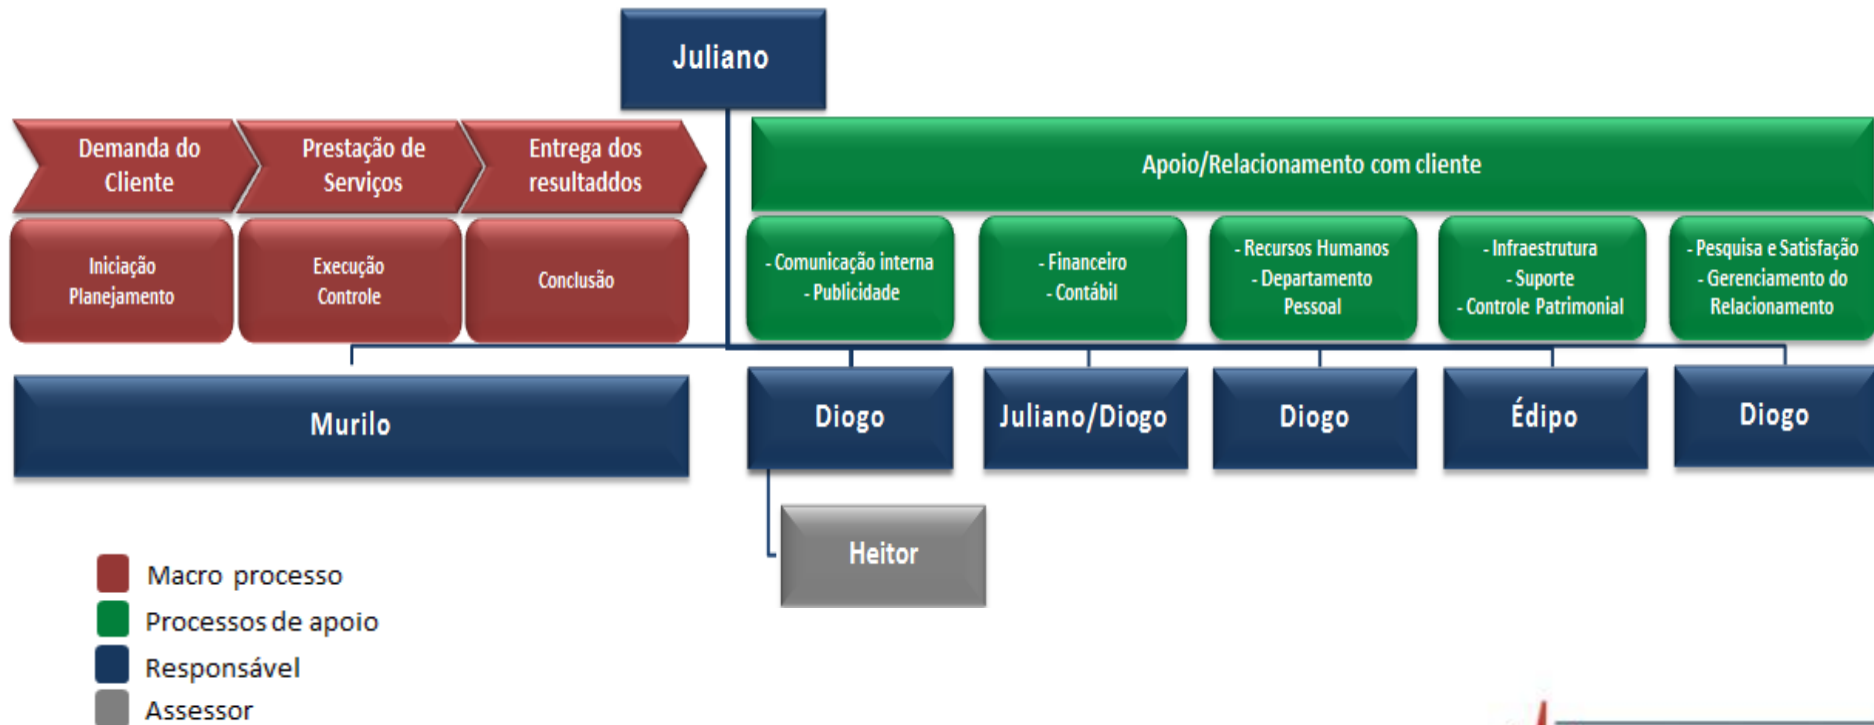 Juliano
Demanda do
Cliente
Prestação de
Serviços
Entrega dos
resultaddos
Apoio/Relacionamento com cliente
Iniciação
Planejamento
Execução
Controle
Conclusão
- Comunicação interna
- Publicidade
- Financeiro
- Contábil
- Recursos Humanos
- Departamento
Pessoal
- Infraestrutura
- Suporte
- Controle Patrimonial
- Pesquisa e Satisfação
- Gerenciamento do
Relacionamento
Murilo
Diogo
Juliano/Diogo
Diogo
Édipo
Diogo
Heitor
Macro processo
Processos de apoio
Responsável
Assessor